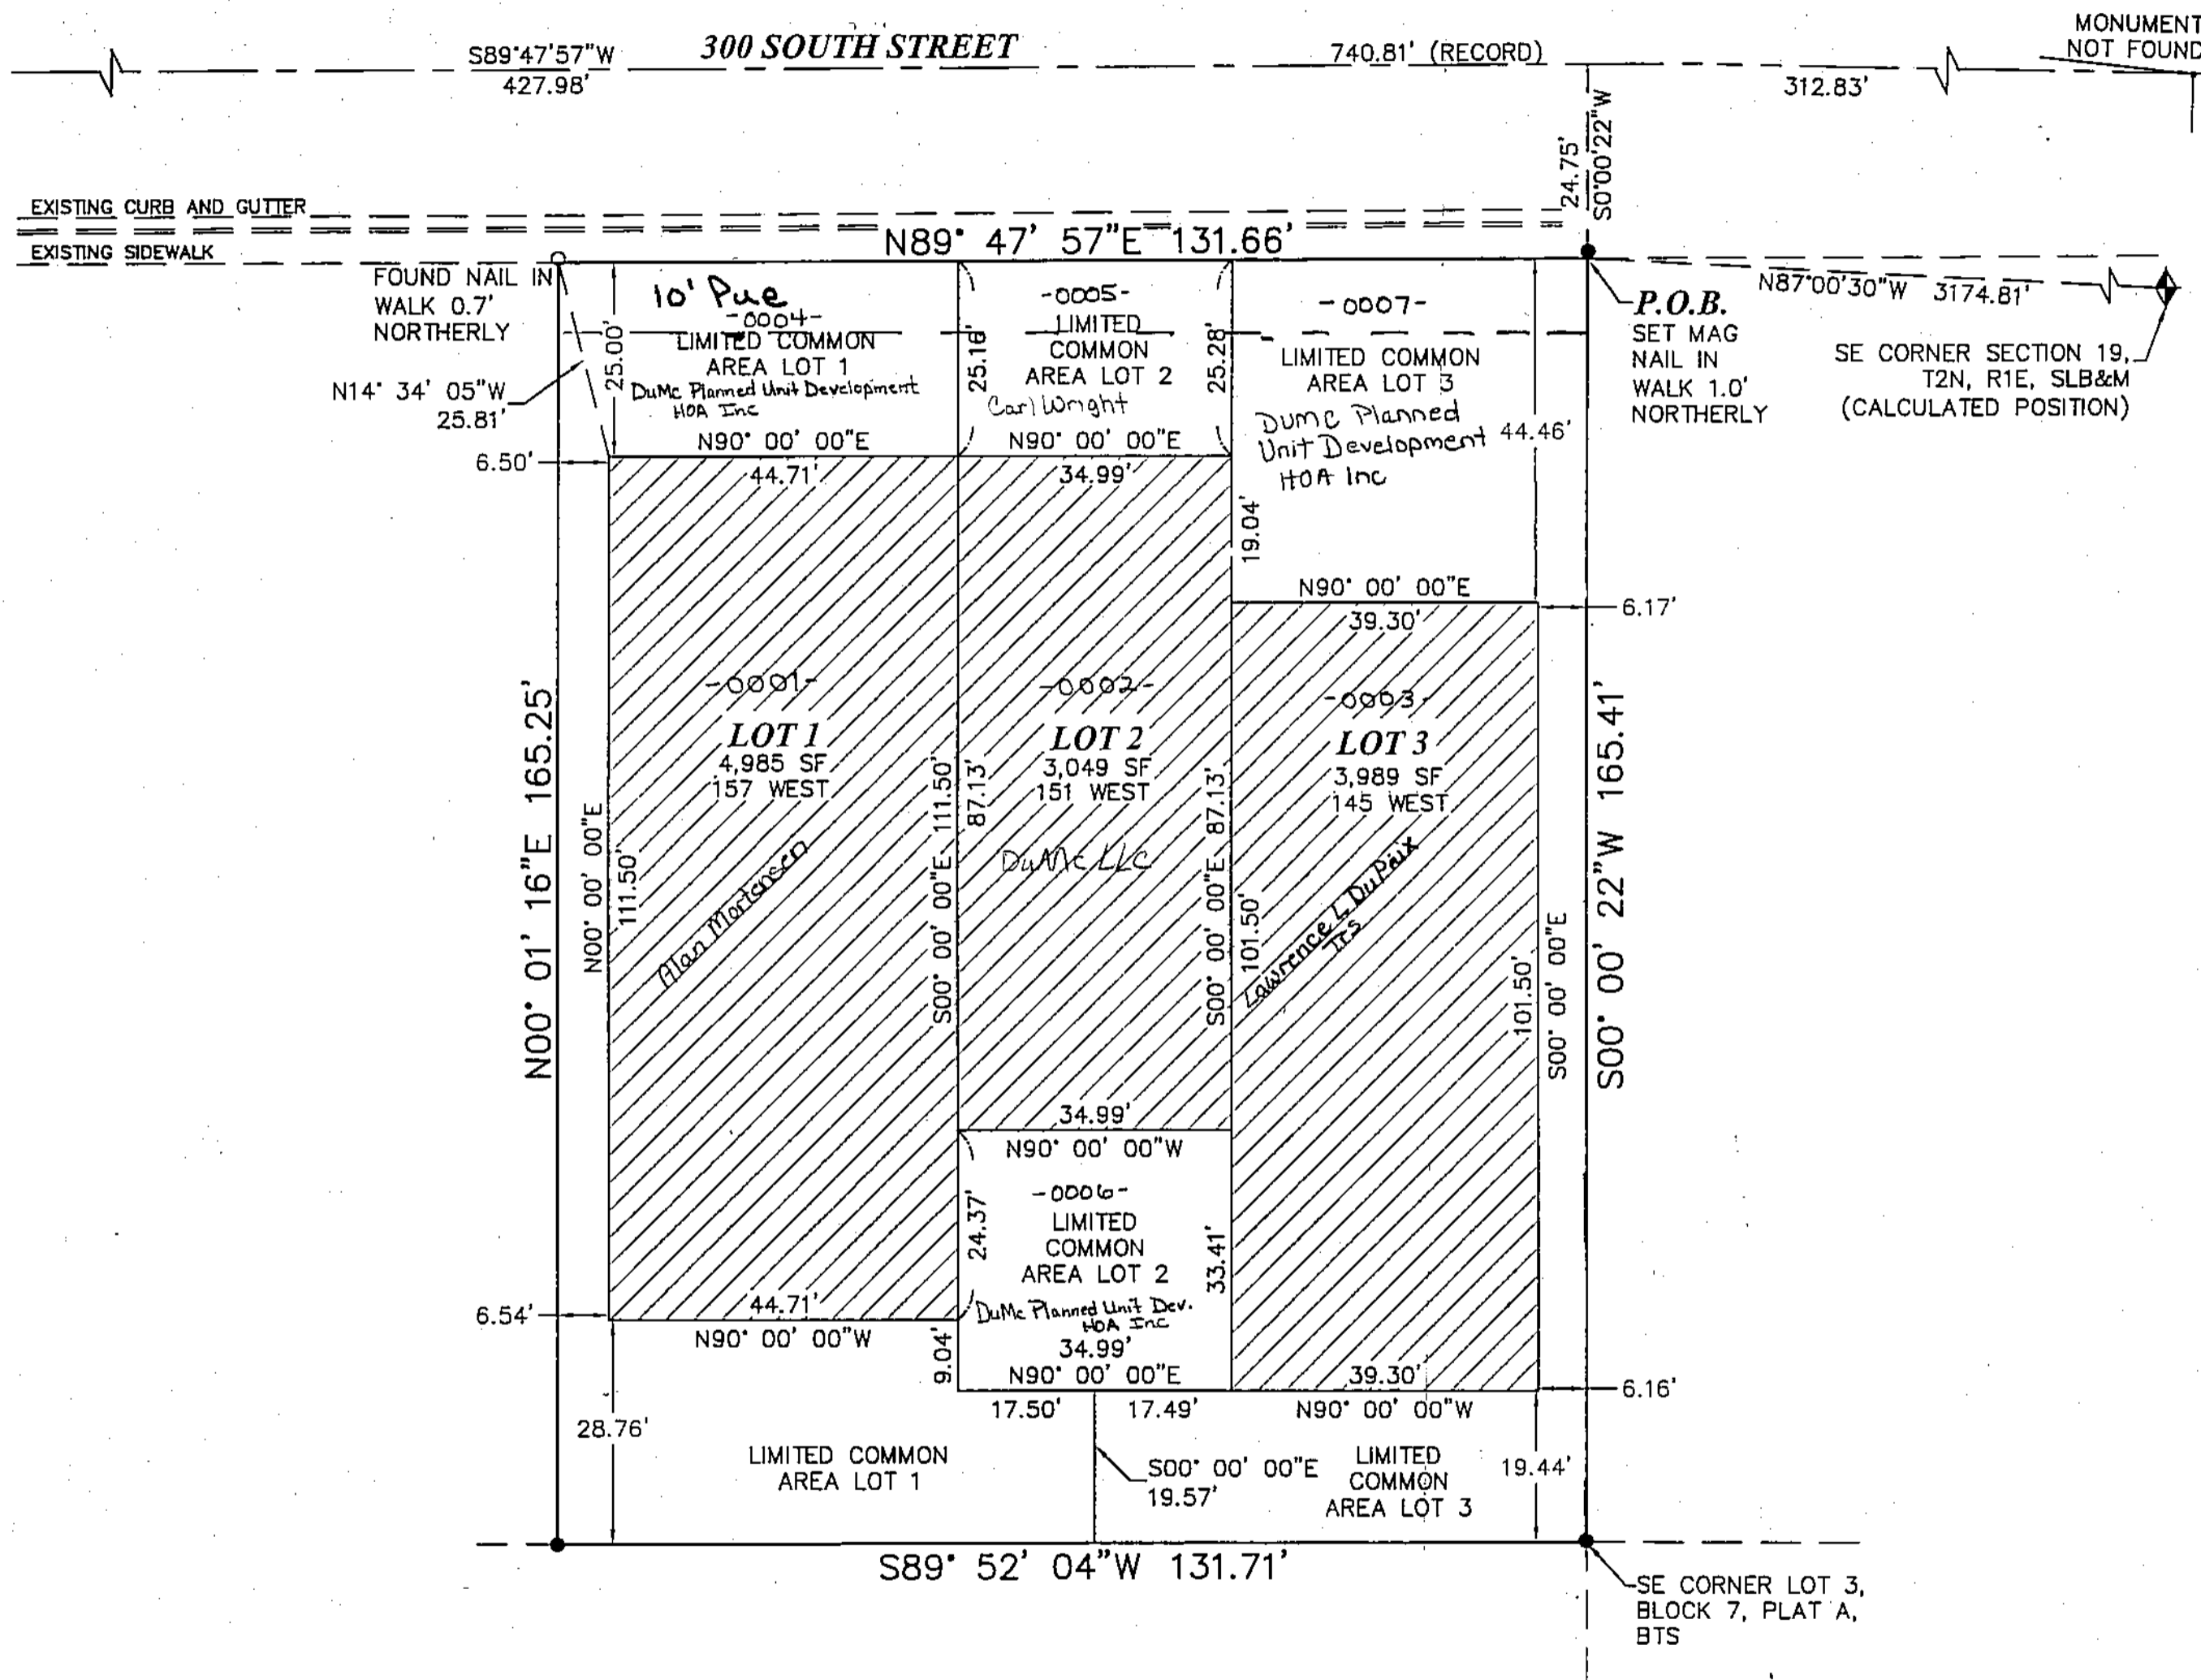 MONUMENT
NOT FOUND
S89°47'57"W
427.98'
300 SOUTH STREET
740.81' (RECORD)
312.83'
24.75'
S0°00'22"W
EXISTING CURB AND GUTTER
EXISTING SIDEWALK
N89° 47' 57"E 131.66'
FOUND NAIL IN
WALK 0.7'
NORTHERLY
N14° 34' 05"W
25.81'
N87°00'30"W 3174.81'
P.O.B.
SET MAG
NAIL IN
WALK 1.0'
NORTHERLY
SE CORNER SECTION 19,
T2N, R1E, SLB&M
(CALCULATED POSITION)
10' Pue
-0004-
LIMITED COMMON
AREA LOT 1
DuMc Planned Unit Development
HOA Inc
25.00'
N90° 00' 00"E
44.71'
-0005-
LIMITED
COMMON
AREA LOT 2
Carl Wright
25.16'
25.28'
N90° 00' 00"E
34.99'
-0007-
LIMITED COMMON
AREA LOT 3
Dumc Planned
Unit Development
HOA Inc
44.46'
19.04'
N90° 00' 00"E
39.30'
6.50'
6.17'
-0001-
LOT 1
4,985 SF
157 WEST
Alan Mortensen
N00° 01' 16"E 165.25'
N00° 00' 00"E
111.50'
S00° 00' 00"E 111.50'
-0002-
LOT 2
3,049 SF
151 WEST
DuMc LLC
87.13'
S00° 00' 00"E 87.13'
-0003-
LOT 3
3,989 SF
145 WEST
Lawrence L DuPaix
Trs
101.50'
101.50'
S00° 00' 00"E
S00° 00' 22"W 165.41'
34.99'
N90° 00' 00"W
-0006-
LIMITED
COMMON
AREA LOT 2
DuMc Planned Unit Dev.
HOA Inc
24.37'
33.41'
34.99'
N90° 00' 00"E
6.54'
44.71'
N90° 00' 00"W
9.04'
39.30'
N90° 00' 00"W
6.16'
17.50'
17.49'
28.76'
LIMITED COMMON
AREA LOT 1
S00° 00' 00"E
19.57'
LIMITED
COMMON
AREA LOT 3
19.44'
S89° 52' 04"W 131.71'
SE CORNER LOT 3,
BLOCK 7, PLAT A,
BTS